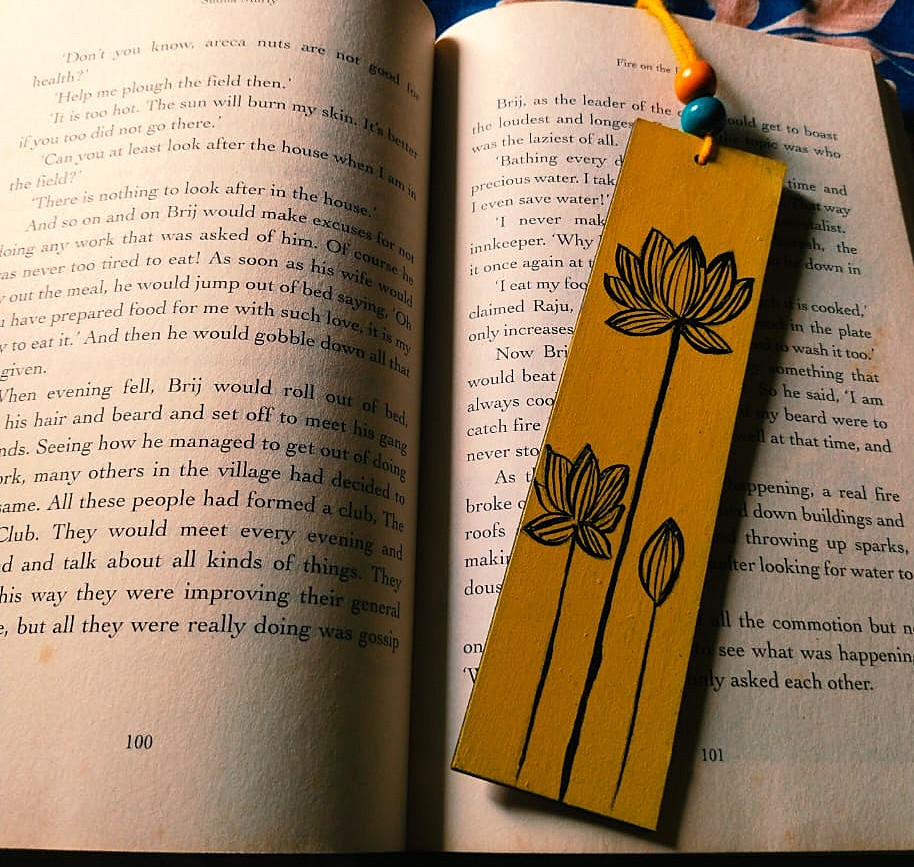 Sudha Murty
'Don't you know, areca nuts are not good for
health?'
'Help me plough the field then.'
'It is too hot. The sun will burn my skin. It's better
if you too did not go there.'
'Can you at least look after the house when I am in
the field?'
'There is nothing to look after in the house.'
And so on and on Brij would make excuses for not
doing any work that was asked of him. Of course he
was never too tired to eat! As soon as his wife would
out the meal, he would jump out of bed saying, 'Oh
have prepared food for me with such love, it is my
to eat it.' And then he would gobble down all that
given.
When evening fell, Brij would roll out of bed,
his hair and beard and set off to meet his gang
Seeing how he managed to get out of doing
many others in the village had decided to
same. All these people had formed a club, The
Club. They would meet every evening and
and talk about all kinds of things. They
this way they were improving their general
but all they were really doing was gossip
100
Fire on the
Brij, as the leader of the would get to boast
the loudest and longest topic was who
was the laziest of all.
'Bathing every time and
precious water. I that way
I even save water!'
'I never the
innkeeper. 'Why down in
it once again at
'I eat my is cooked,'
claimed Raju, in the plate
only increases to wash it too.'
Now Brij something that
would beat So he said, 'I am
always my beard were to
catch fire at that time, and
never
As happening, a real fire
broke down buildings and
roofs throwing up sparks,
looking for water to
all the commotion but
see what was happening
only asked each other.
101